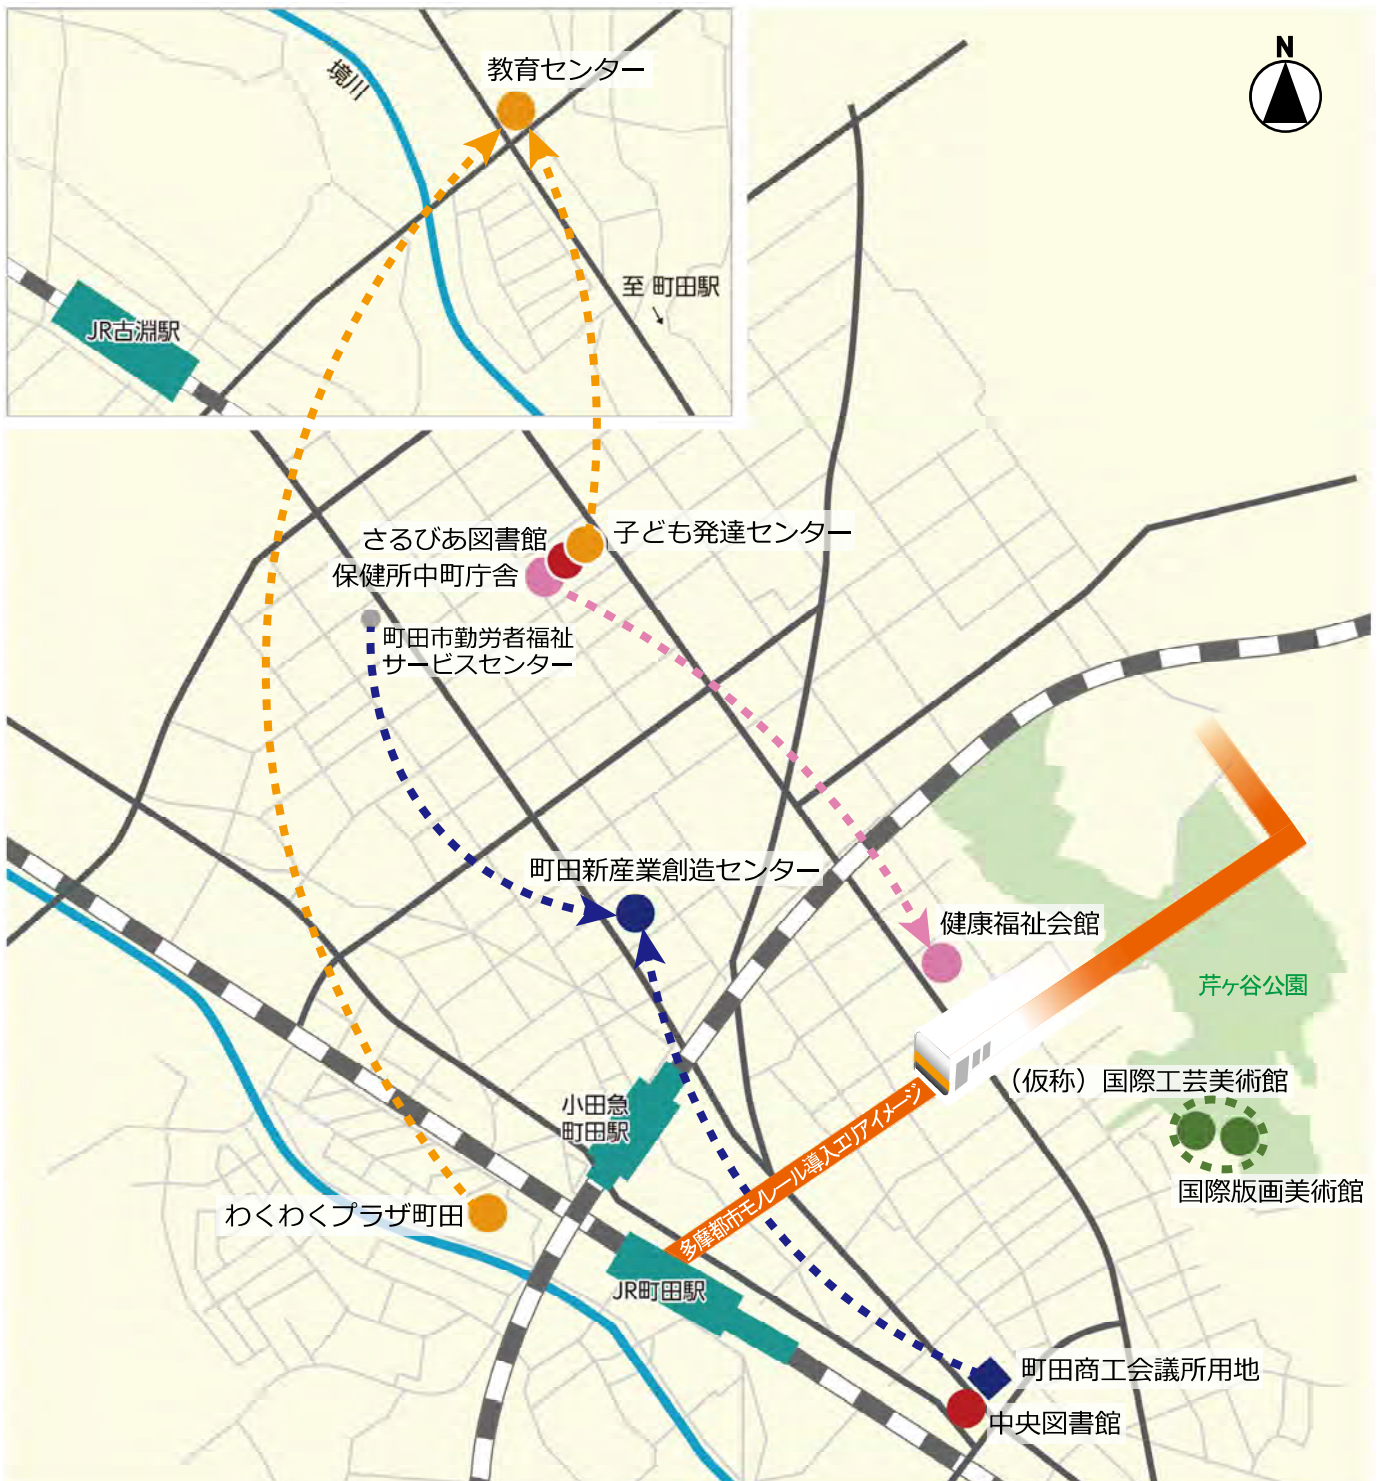 N
教育センター
境川
至 町田駅
JR古淵駅
さるびあ図書館
子ども発達センター
保健所中町庁舎
町田市勤労者福祉
サービスセンター
町田新産業創造センター
健康福祉会館
芹ヶ谷公園
（仮称）国際工芸美術館
小田急
町田駅
多摩都市モノレール導入エリアイメージ
国際版画美術館
わくわくプラザ町田
JR町田駅
町田商工会議所用地
中央図書館